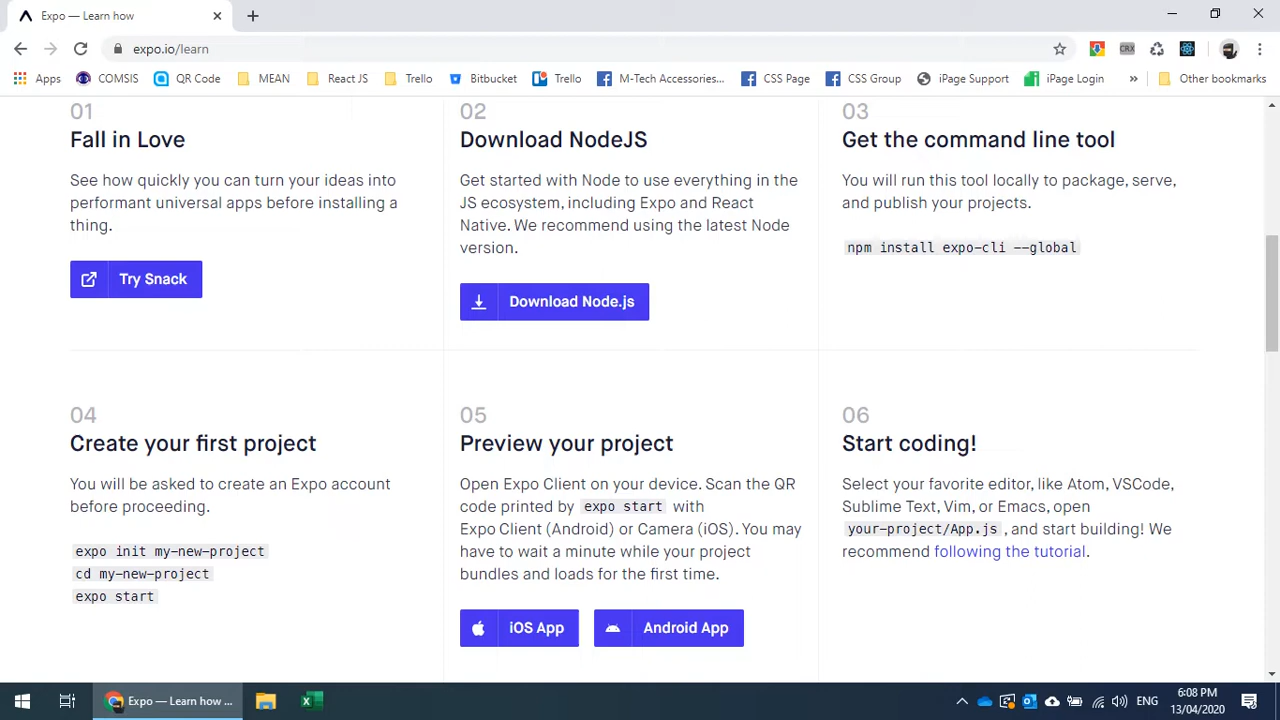 Expo — Learn how
expo.io/learn
CRX
Apps
COMSIS
QR Code
MEAN
React JS
Trello
Bitbucket
Trello
M-Tech Accessories...
CSS Page
CSS Group
iPage Support
iPage Login
»
Other bookmarks
01
Fall in Love
See how quickly you can turn your ideas into
performant universal apps before installing a
thing.
Try Snack
02
Download NodeJS
Get started with Node to use everything in the
JS ecosystem, including Expo and React
Native. We recommend using the latest Node
version.
Download Node.js
03
Get the command line tool
You will run this tool locally to package, serve,
and publish your projects.
npm install expo-cli --global
04
Create your first project
You will be asked to create an Expo account
before proceeding.
expo init my-new-project
cd my-new-project
expo start
05
Preview your project
Open Expo Client on your device. Scan the QR
code printed by expo start with
Expo Client (Android) or Camera (iOS). You may
have to wait a minute while your project
bundles and loads for the first time.
iOS App
Android App
06
Start coding!
Select your favorite editor, like Atom, VSCode,
Sublime Text, Vim, or Emacs, open
your-project/App.js , and start building! We
recommend following the tutorial.
Expo — Learn how ...
ENG
6:08 PM
13/04/2020